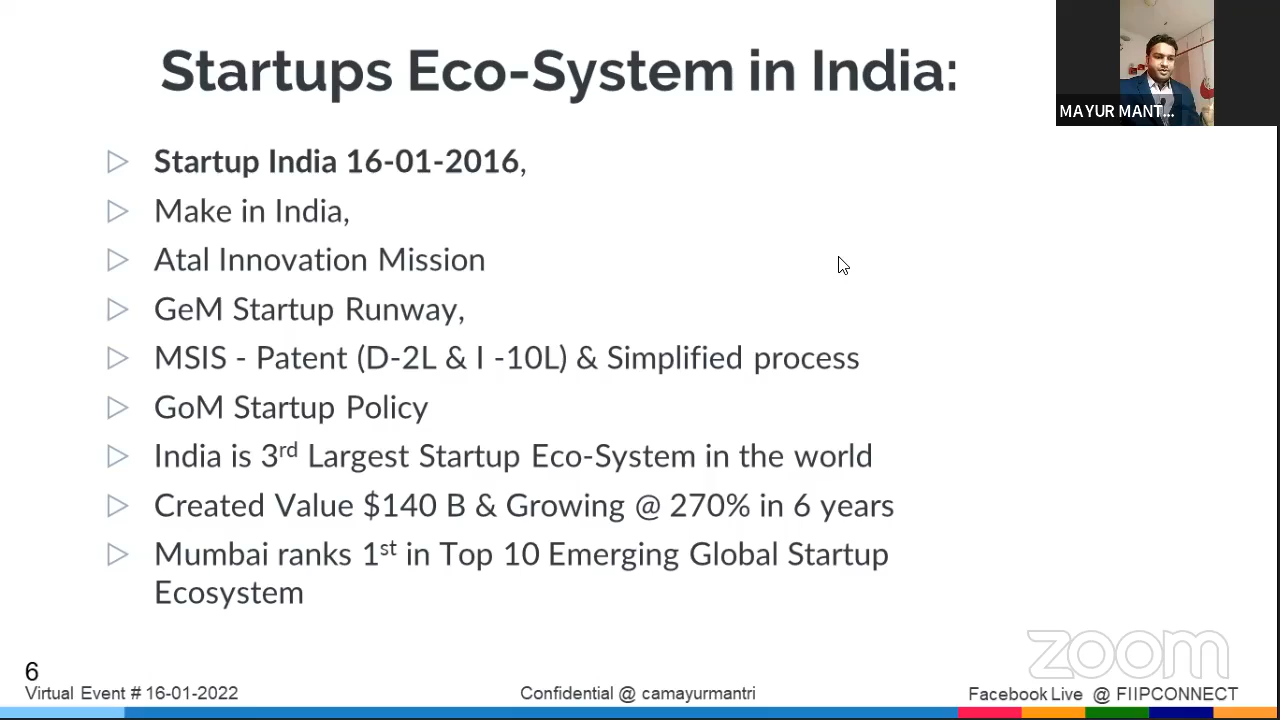 Startups Eco-System in India:
MAYUR MANT...
Startup India 16-01-2016,
Make in India,
Atal Innovation Mission
GeM Startup Runway,
MSIS - Patent (D-2L & I -10L) & Simplified process
GoM Startup Policy
India is 3rd Largest Startup Eco-System in the world
Created Value $140 B & Growing @ 270% in 6 years
Mumbai ranks 1st in Top 10 Emerging Global Startup
Ecosystem
zoom
6
Virtual Event # 16-01-2022
Confidential @ camayurmantri
Facebook Live @ FIIPCONNECT